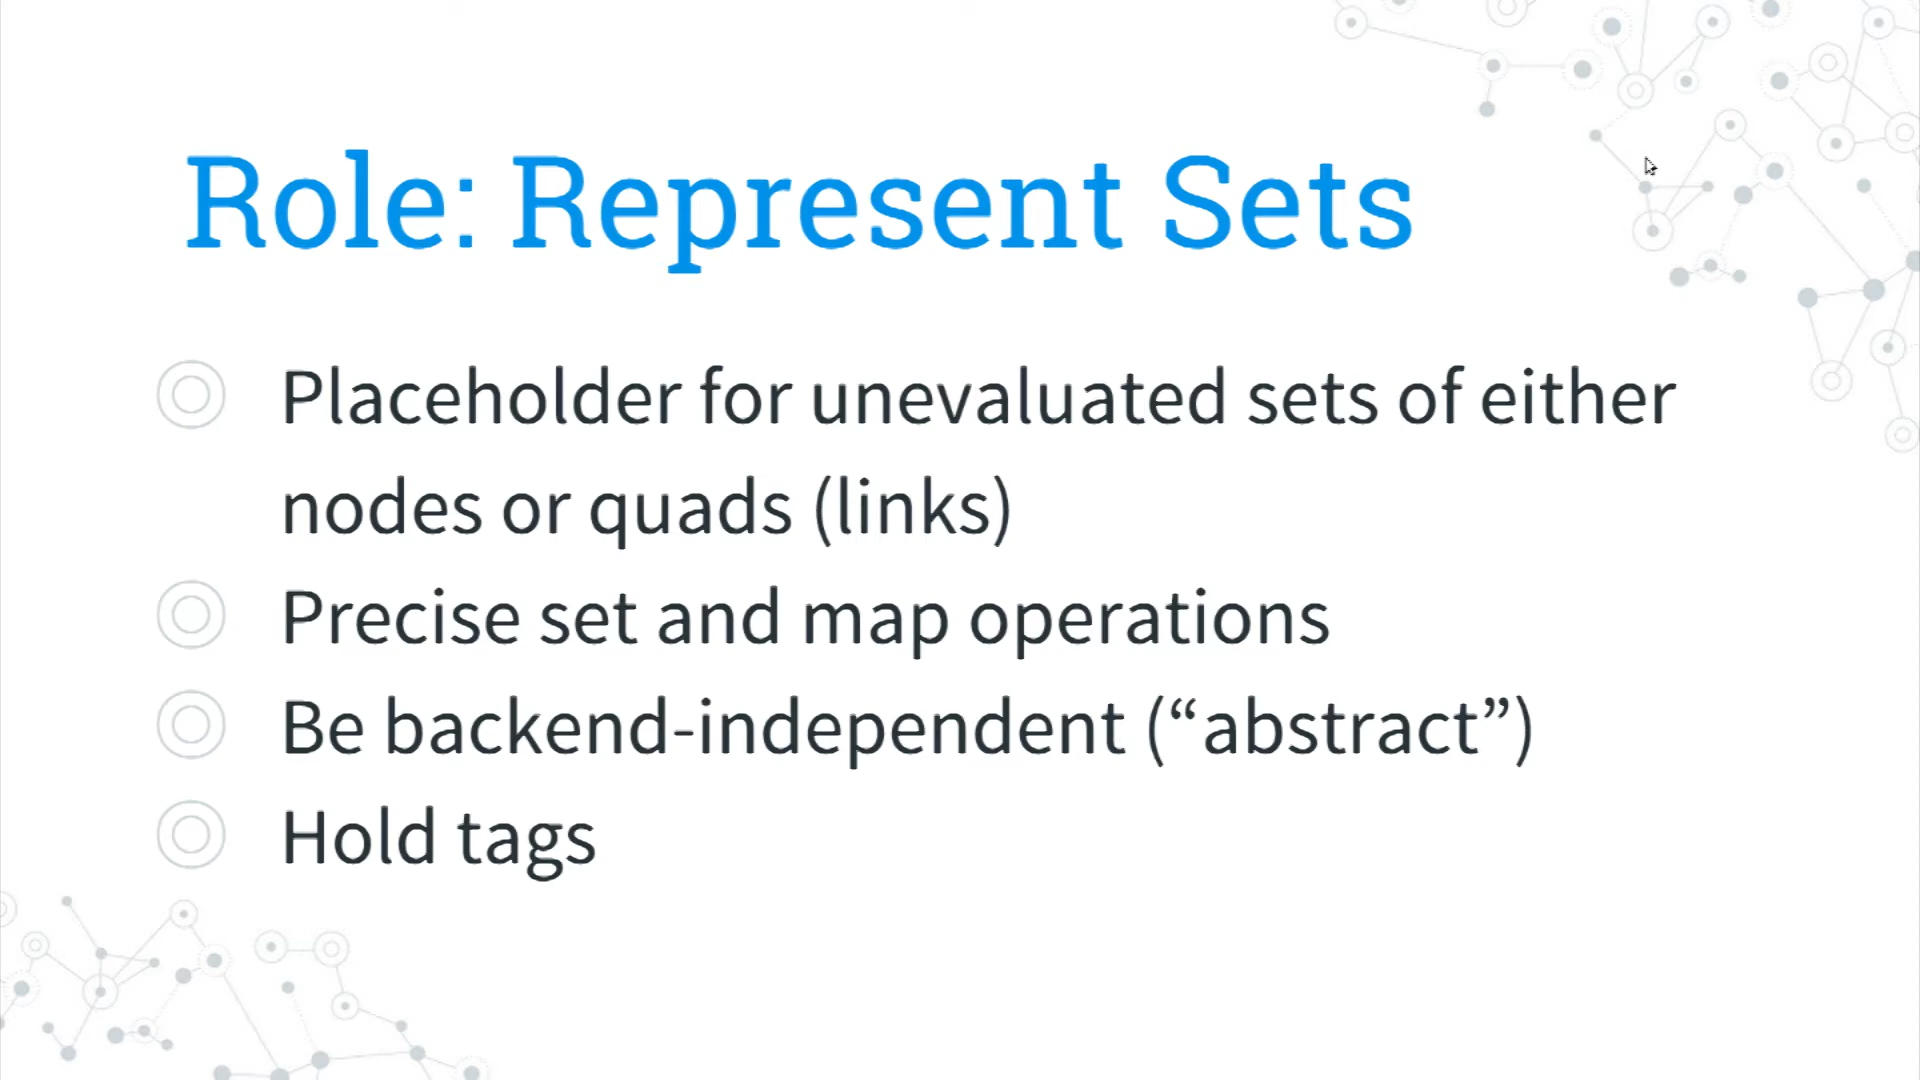 Role: Represent Sets
Placeholder for unevaluated sets of either
nodes or quads (links)
Precise set and map operations
Be backend-independent (“abstract”)
Hold tags